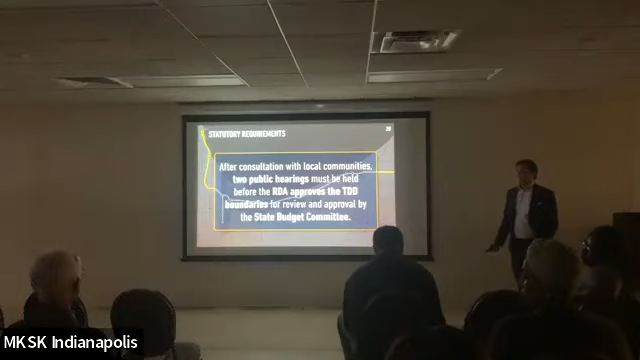 STATUTORY REQUIREMENTS
20
After consultation with local communities,
two public hearings must be held
before the RDA approves the TDD
boundaries for review and approval by
the State Budget Committee.
MKSK Indianapolis